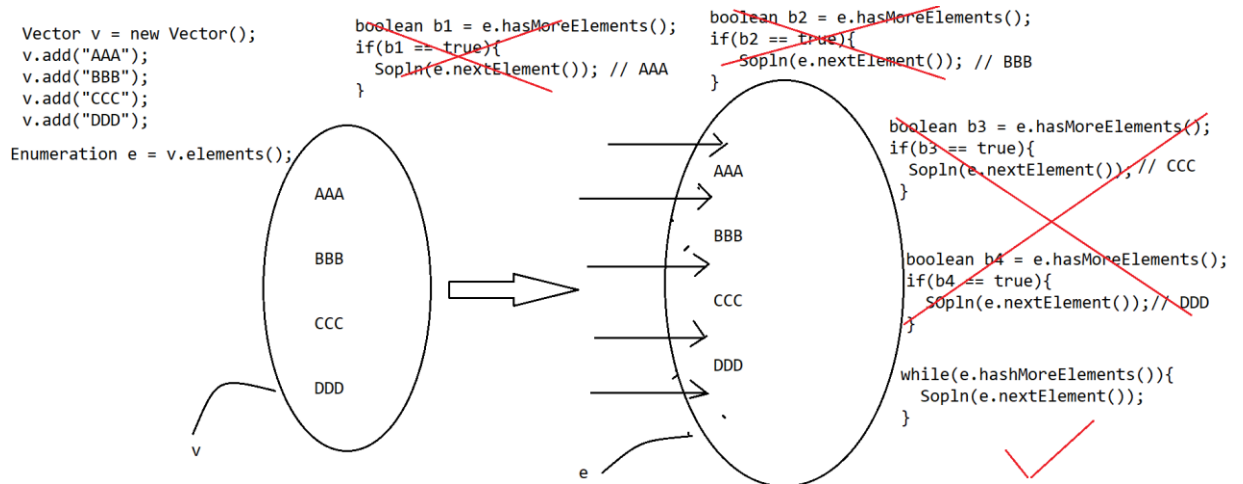 Vector v = new Vector();
v.add("AAA");
v.add("BBB");
v.add("CCC");
v.add("DDD");
Enumeration e = v.elements();
boolean b1 = e.hasMoreElements();
if(b1 == true){
Sopln(e.nextElement()); // AAA
}
boolean b2 = e.hasMoreElements();
if(b2 == true){
Sopln(e.nextElement()); // BBB
}
boolean b3 = e.hasMoreElements();
if(b3 == true){
Sopln(e.nextElement()); // CCC
}
boolean b4 = e.hasMoreElements();
if(b4 == true){
SOpln(e.nextElement());// DDD
}
while(e.hashMoreElements()){
Sopln(e.nextElement());
}
AAA
BBB
CCC
DDD
v
AAA
BBB
CCC
DDD
e